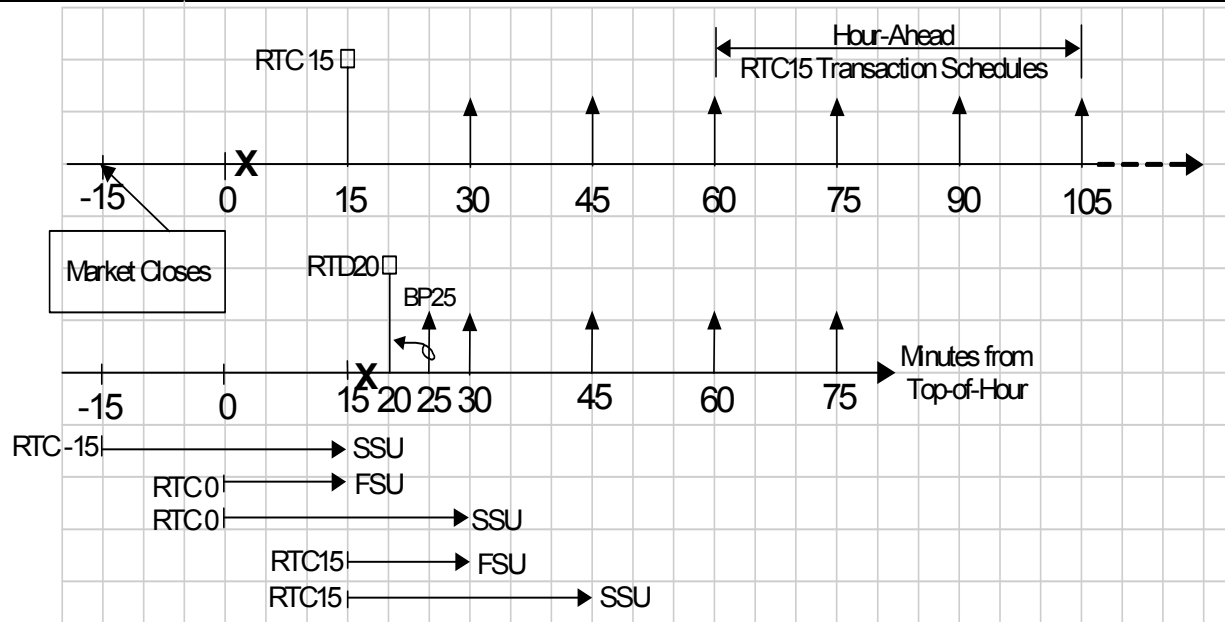 Hour-Ahead
RTC15 Transaction Schedules
RTC 15
X
-15 0 15 30 45 60 75 90 105
Market Closes
RTD20
BP25
X
Minutes from
Top-of-Hour
-15 0 15 20 25 30 45 60 75
RTC -15 SSU
RTC 0 FSU
RTC 0 SSU
RTC15 FSU
RTC15 SSU